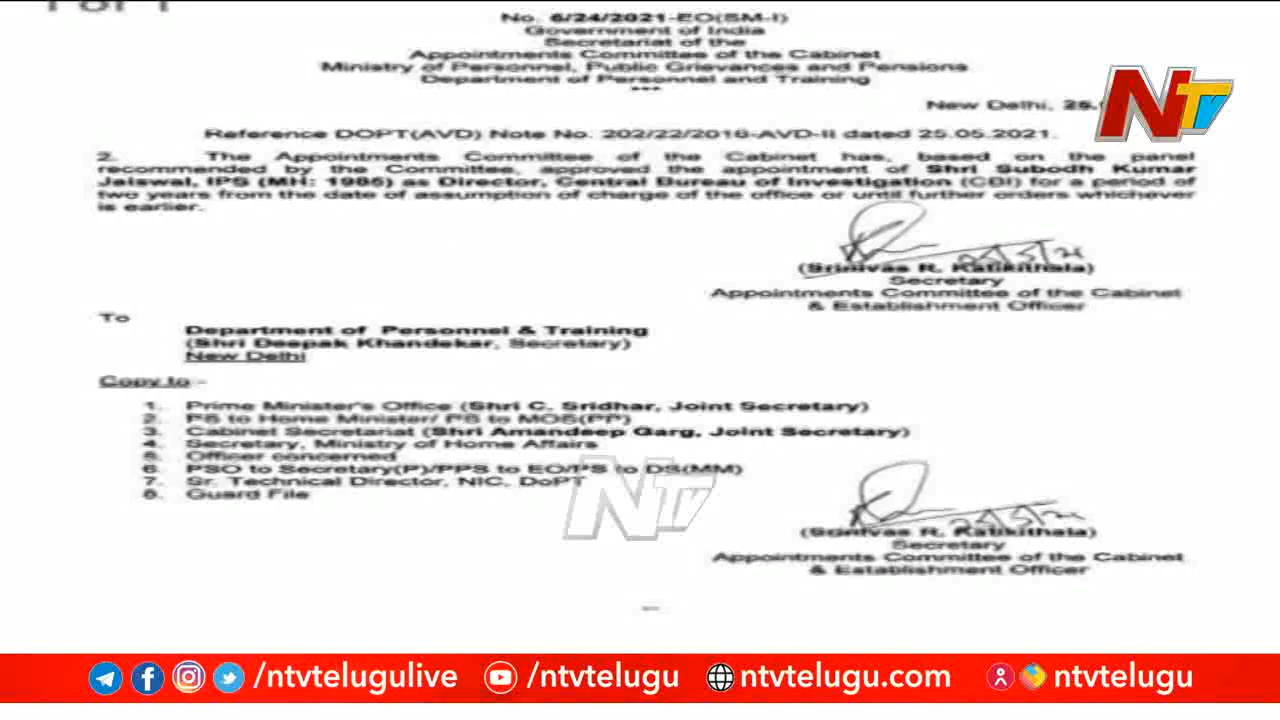 1 of 1
No. 6/24/2021-EO(SM-I)
Government of India
Secretariat of the
Appointments Committee of the Cabinet
Ministry of Personnel, Public Grievances and Pensions
Department of Personnel and Training
***
New Delhi, 25.
NTV
Reference DOPT(AVD) Note No. 202/22/2016-AVD-II dated 25.05.2021.
2. The Appointments Committee of the Cabinet has, based on the panel
recommended by the Committee, approved the appointment of Shri Subodh Kumar
Jaiswal, IPS (MH: 1985) as Director, Central Bureau of Investigation (CBI) for a period of
two years from the date of assumption of charge of the office or until further orders whichever
is earlier.
(Srinivas R. Katikithala)
Secretary
Appointments Committee of the Cabinet
& Establishment Officer
To
Department of Personnel & Training
(Shri Deepak Khandekar, Secretary)
New Delhi
Copy to -
1. Prime Minister's Office (Shri C. Sridhar, Joint Secretary)
2. PS to Home Minister/ PS to MOS(PP)
3. Cabinet Secretariat (Shri Amandeep Garg, Joint Secretary)
4. Secretary, Ministry of Home Affairs
5. Officer concerned
6. PSO to Secretary(P)/PPS to EO/PS to DS(MM)
7. Sr. Technical Director, NIC, DoPT
8. Guard File
NTV
(Srinivas R. Katikithala)
Secretary
Appointments Committee of the Cabinet
& Establishment Officer
/ntvtelugulive /ntvtelugu ntvtelugu.com ntvtelugu